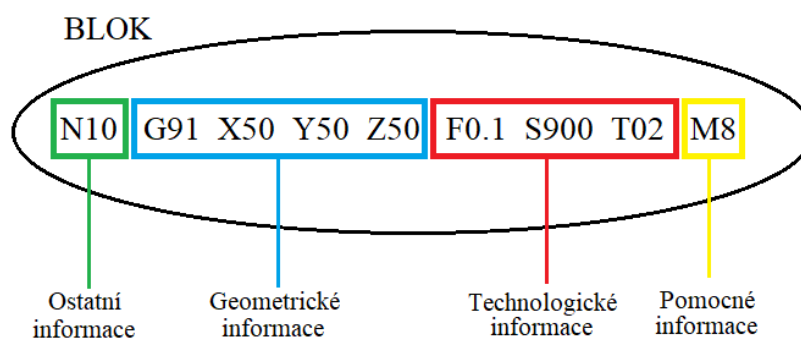 BLOK
N10 G91 X50 Y50 Z50 F0.1 S900 T02 M8
Ostatní
informace
Geometrické
informace
Technologické
informace
Pomocné
informace